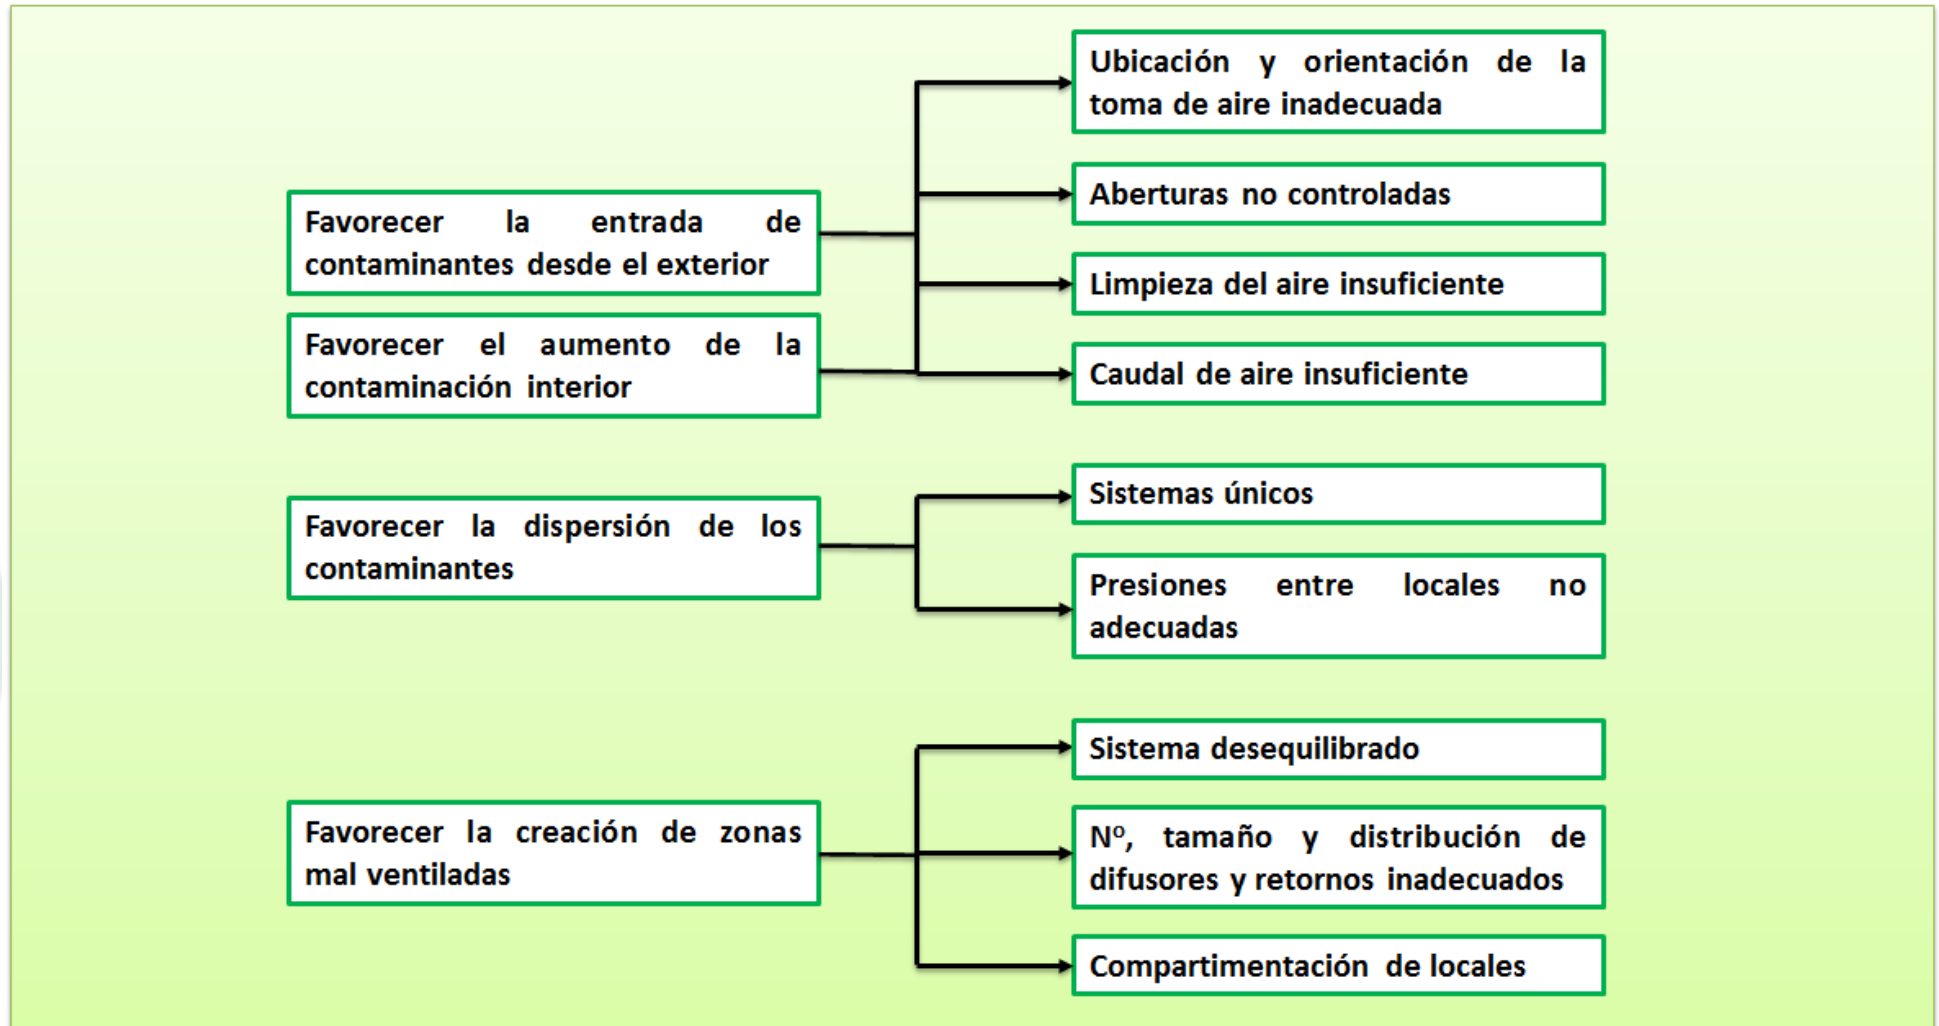 Favorecer la entrada de
contaminantes desde el exterior
Favorecer el aumento de la
contaminación interior
Ubicación y orientación de la
toma de aire inadecuada
Aberturas no controladas
Limpieza del aire insuficiente
Caudal de aire insuficiente
Favorecer la dispersión de los
contaminantes
Sistemas únicos
Presiones entre locales no
adecuadas
Favorecer la creación de zonas
mal ventiladas
Sistema desequilibrado
Nº, tamaño y distribución de
difusores y retornos inadecuados
Compartimentación de locales